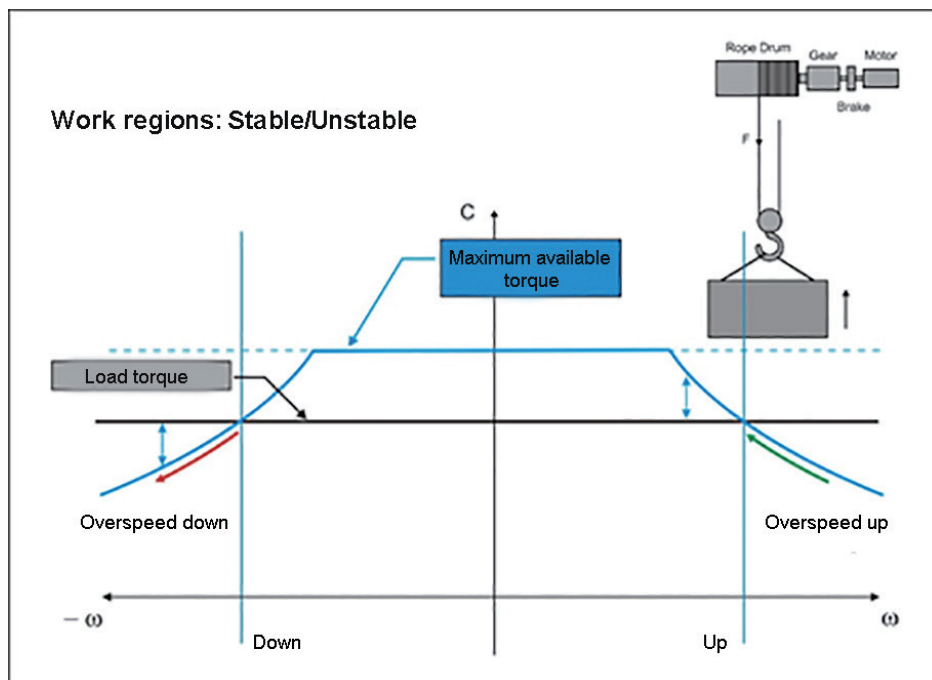 Rope Drum
Gear
Motor
Brake
F
Work regions: Stable/Unstable
C
Maximum available
torque
Load torque
Overspeed down
Overspeed up
− ω
ω
Down
Up